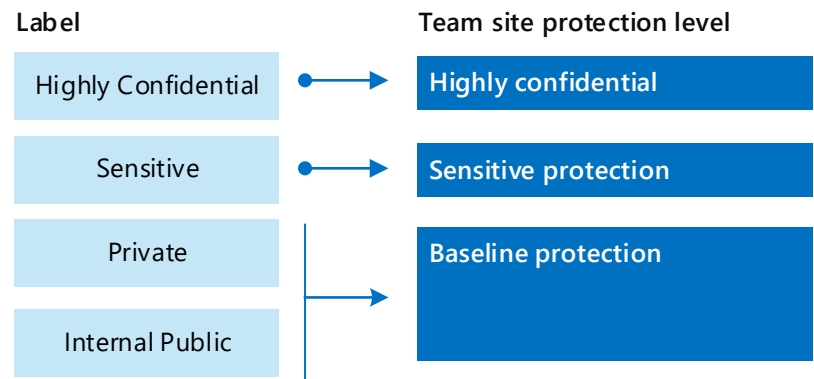 Label
Team site protection level
Highly Confidential
Highly confidential
Sensitive
Sensitive protection
Private
Baseline protection
Internal Public